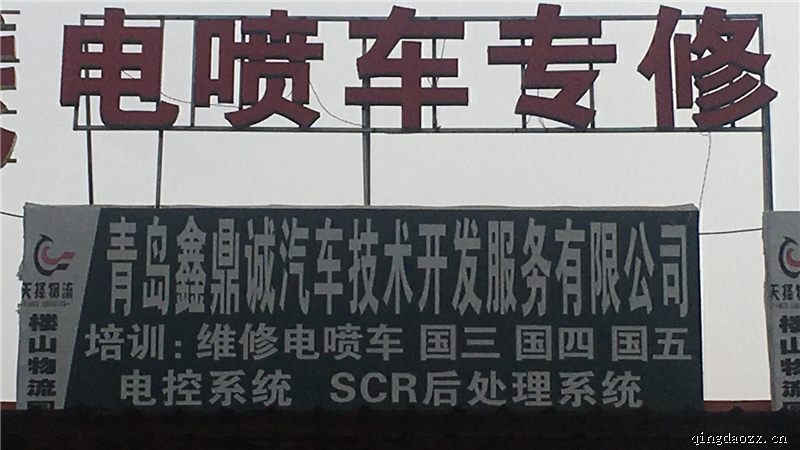 电喷车专修
青岛鑫鼎诚汽车技术开发服务有限公司
培训:维修电喷车 国三 国四 国五
电控系统 SCR后处理系统
天择物流
楼山物流
qingdaozz.cn